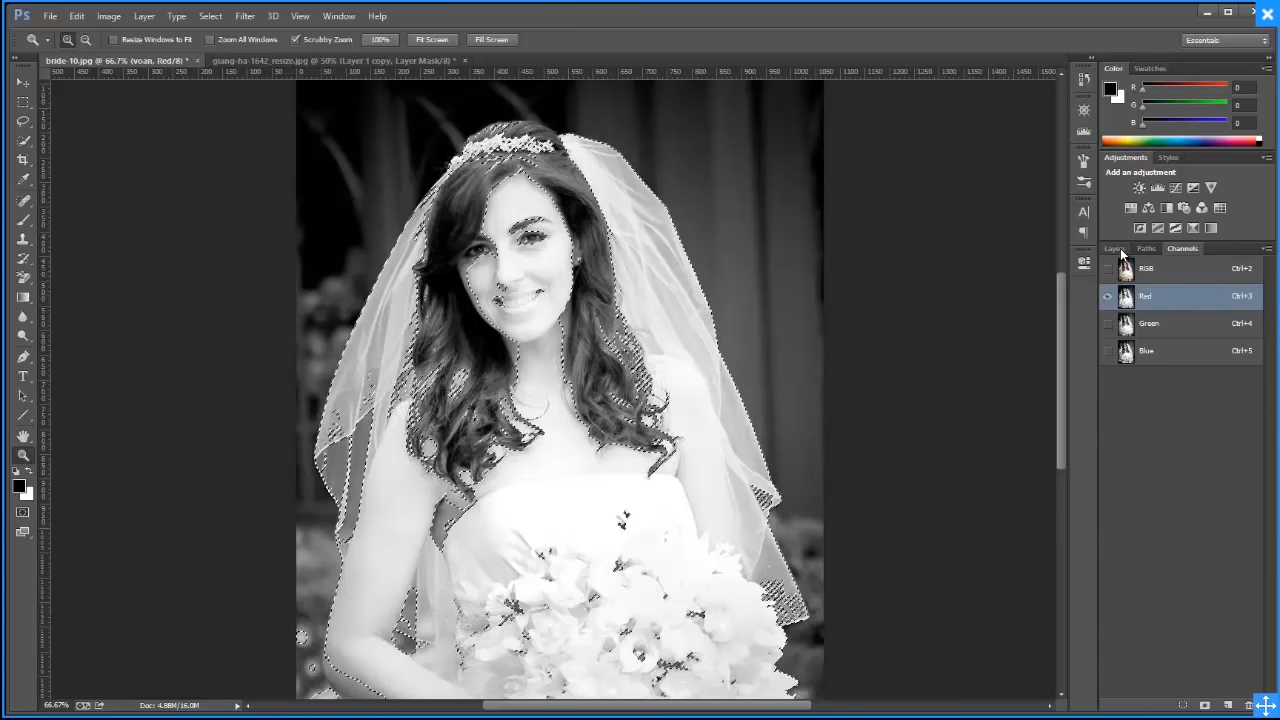 Ps File Edit Image Layer Type Select Filter 3D View Window Help
Resize Windows to Fit Zoom All Windows Scrubby Zoom 100% Fit Screen Fill Screen Essentials
bride-10.jpg @ 66.7% (voan, Red/8) * × giang-ha-1642_resize.jpg @ 50% (Layer 1 copy, Layer Mask/8) * ×
500 450 400 350 300 250 200 150 100 50 0 50 100 150 200 250 300 350 400 450 500 550 600 650 700 750 800 850 900 950 1000 1050 1100 1150 1200 1250 1300 1350 1400 1450 1500
Color Swatches
R 0
G 0
B 0
Adjustments Styles
Add an adjustment
Layers Paths Channels
RGB Ctrl+2
Red Ctrl+3
Green Ctrl+4
Blue Ctrl+5
66.67% Doc: 4.88M/16.0M